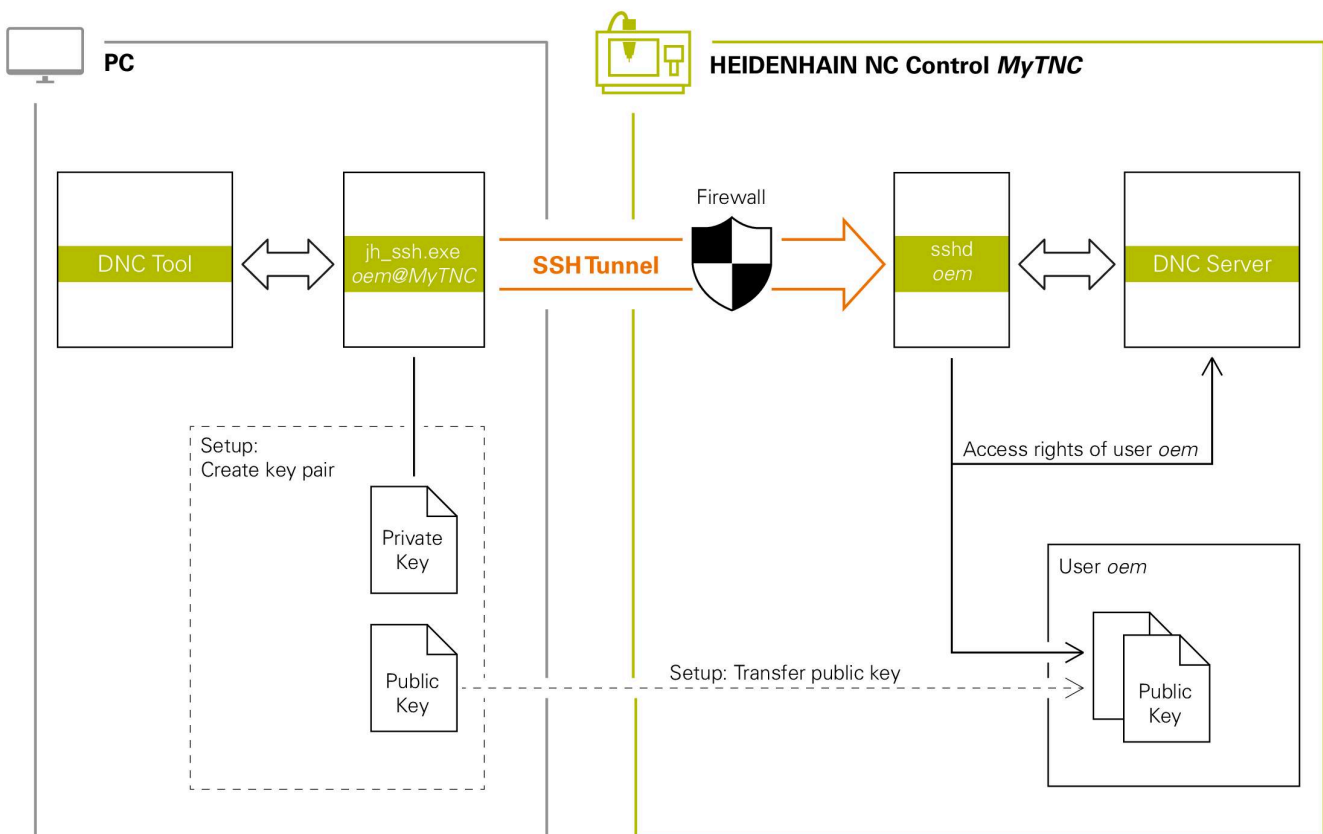 PC
HEIDENHAIN NC Control MyTNC
Firewall
DNC Tool
jh_ssh.exe
oem@MyTNC
SSH Tunnel
sshd
oem
DNC Server
Setup:
Create key pair
Access rights of user oem
Private
Key
User oem
Public
Key
Setup: Transfer public key
Public
Key